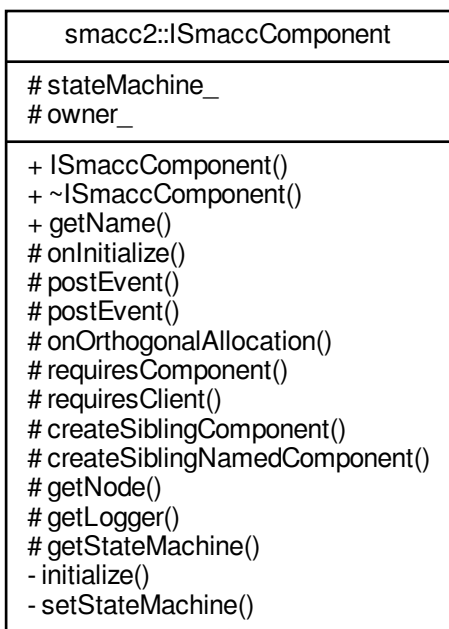 smacc2::ISmaccComponent
# stateMachine_
# owner_
+ ISmaccComponent()
+ ~ISmaccComponent()
+ getName()
# onInitialize()
# postEvent()
# postEvent()
# onOrthogonalAllocation()
# requiresComponent()
# requiresClient()
# createSiblingComponent()
# createSiblingNamedComponent()
# getNode()
# getLogger()
# getStateMachine()
- initialize()
- setStateMachine()